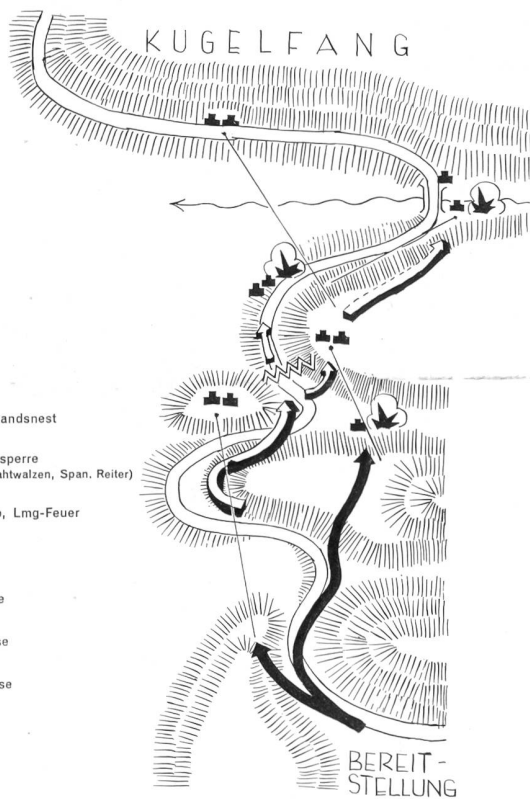 KUGELFANG
andsnest
sperre
ahtwalzen, Span. Reiter)
, Lmg-Feuer
e
se
se
BEREIT-
STELLUNG